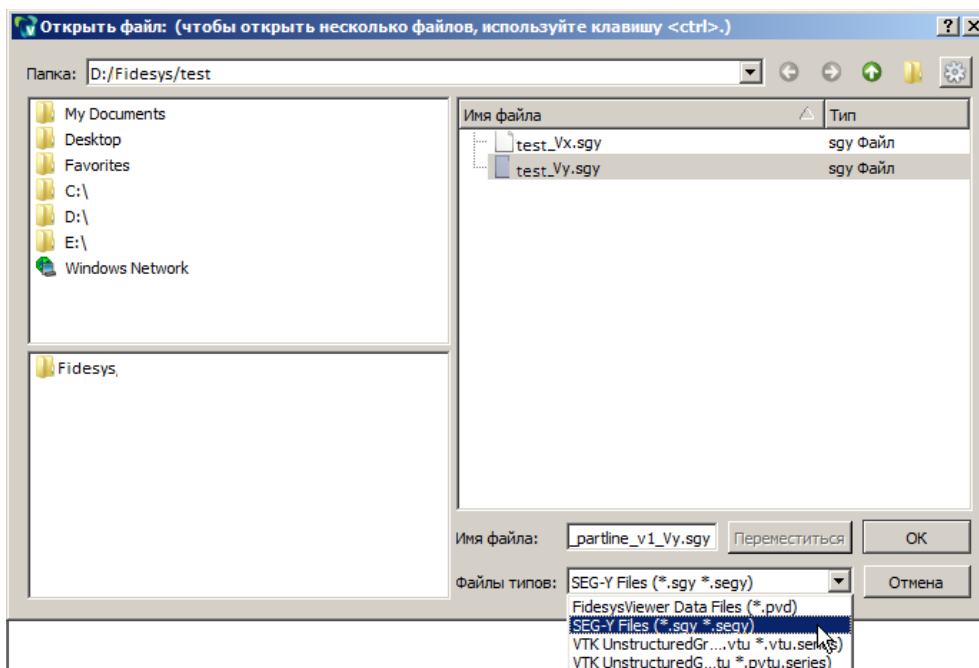 Открыть файл: (чтобы открыть несколько файлов, используйте клавишу <ctrl>.)
Папка: D:/Fidesys/test
My Documents
Desktop
Favorites
C:\
D:\
E:\
Windows Network
Fidesys
Имя файла Тип
test_Vx.sgy sgy Файл
test_Vy.sgy sgy Файл
Имя файла: _partline_v1_Vy.sgy Переместиться OK
Файлы типов: SEG-Y Files (*.sgy *.segy) Отмена
FidesysViewer Data Files (*.pvd)
SEG-Y Files (*.sgy *.segy)
VTK UnstructuredGr....vtu *.vtu.series)
VTK UnstructuredG...tu *.pvtu.series)